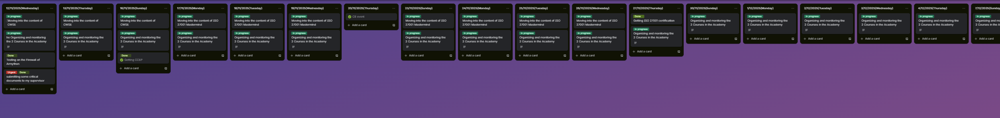 12/11/2025(Wednesday)
In progress
Moving into the content of
CWSE
In progress
he Organizing and monitoring
the 2 Courses in the Academy
Done
Testing on the Firewall of
Armython
Urgent Done
submitting some critical
documents to my supervisor
+ Add a card
13/11/2025(Thursday)
In progress
Moving into the content of
CWSE
In progress
Organizing and monitoring the
2 Courses in the Academy
+ Add a card
16/11/2025(Sunday)
In progress
Moving into the content of
CWSE
In progress
Organizing and monitoring the
2 Courses in the Academy
Done
Getting CCEP
+ Add a card
17/11/2025(Monday)
In progress
Moving into the content of ISO
27001 Mastermind
In progress
Organizing and monitoring the
2 Courses in the Academy
+ Add a card
18/11/2025(Tuesday)
In progress
Moving into the content of ISO
27001 Mastermind
In progress
Organizing and monitoring the
2 Courses in the Academy
+ Add a card
19/11/2025(Wednesday)
In progress
Moving into the content of ISO
27001 Mastermind
In progress
Organizing and monitoring the
2 Courses in the Academy
+ Add a card
20/11/2025(Thursday)
C8 event
+ Add a card
23/11/2025(Sunday)
In progress
Moving into the content of ISO
27001 Mastermind
In progress
Organizing and monitoring the
2 Courses in the Academy
+ Add a card
24/11/2025(Monday)
In progress
Moving into the content of ISO
27001 Mastermind
In progress
Organizing and monitoring the
2 Courses in the Academy
+ Add a card
25/11/2025(Tuesday)
In progress
Moving into the content of ISO
27001 Mastermind
In progress
Organizing and monitoring the
2 Courses in the Academy
+ Add a card
26/11/2025(Wednesday)
In progress
Moving into the content of ISO
27001 Mastermind
In progress
Organizing and monitoring the
2 Courses in the Academy
+ Add a card
27/11/2025(Thursday)
Done
Getting ISO 27001 certification
In progress
Organizing and monitoring the
2 Courses in the Academy
+ Add a card
30/11/2025(Sunday)
In progress
Organizing and monitoring the
2 Courses in the Academy
+ Add a card
1/12/2025(Monday)
In progress
Organizing and monitoring the
2 Courses in the Academy
+ Add a card
2/12/2025(Tuesday)
In progress
Organizing and monitoring the
2 Courses in the Academy
+ Add a card
3/12/2025(Wednesday)
In progress
Organizing and monitoring the
2 Courses in the Academy
+ Add a card
4/12/2025(Thursday)
In progress
Organizing and monitoring the
2 Courses in the Academy
+ Add a card
7/12/2025(Sunday
In progress
Organizing and mo
2 Courses in the A
+ Add a card